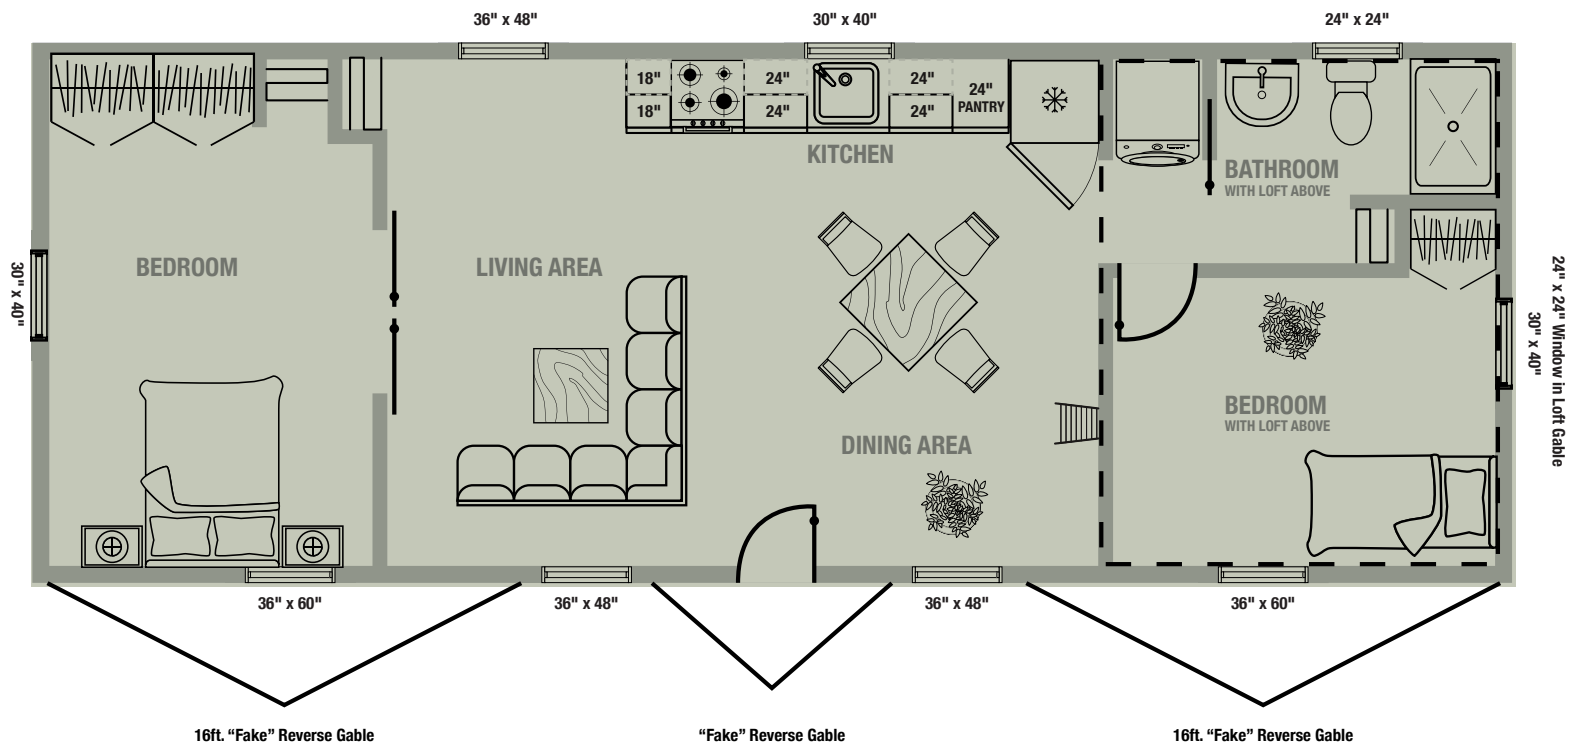 36" x 48"
30" x 40"
24" x 24"
18"
24"
24"
24"
PANTRY
18"
24"
24"
KITCHEN
BATHROOM
WITH LOFT ABOVE
BEDROOM
LIVING AREA
30" x 40"
24" x 24" Window in Loft Gable
30" x 40"
BEDROOM
WITH LOFT ABOVE
DINING AREA
36" x 60"
36" x 48"
36" x 48"
36" x 60"
16ft. “Fake” Reverse Gable
“Fake” Reverse Gable
16ft. “Fake” Reverse Gable